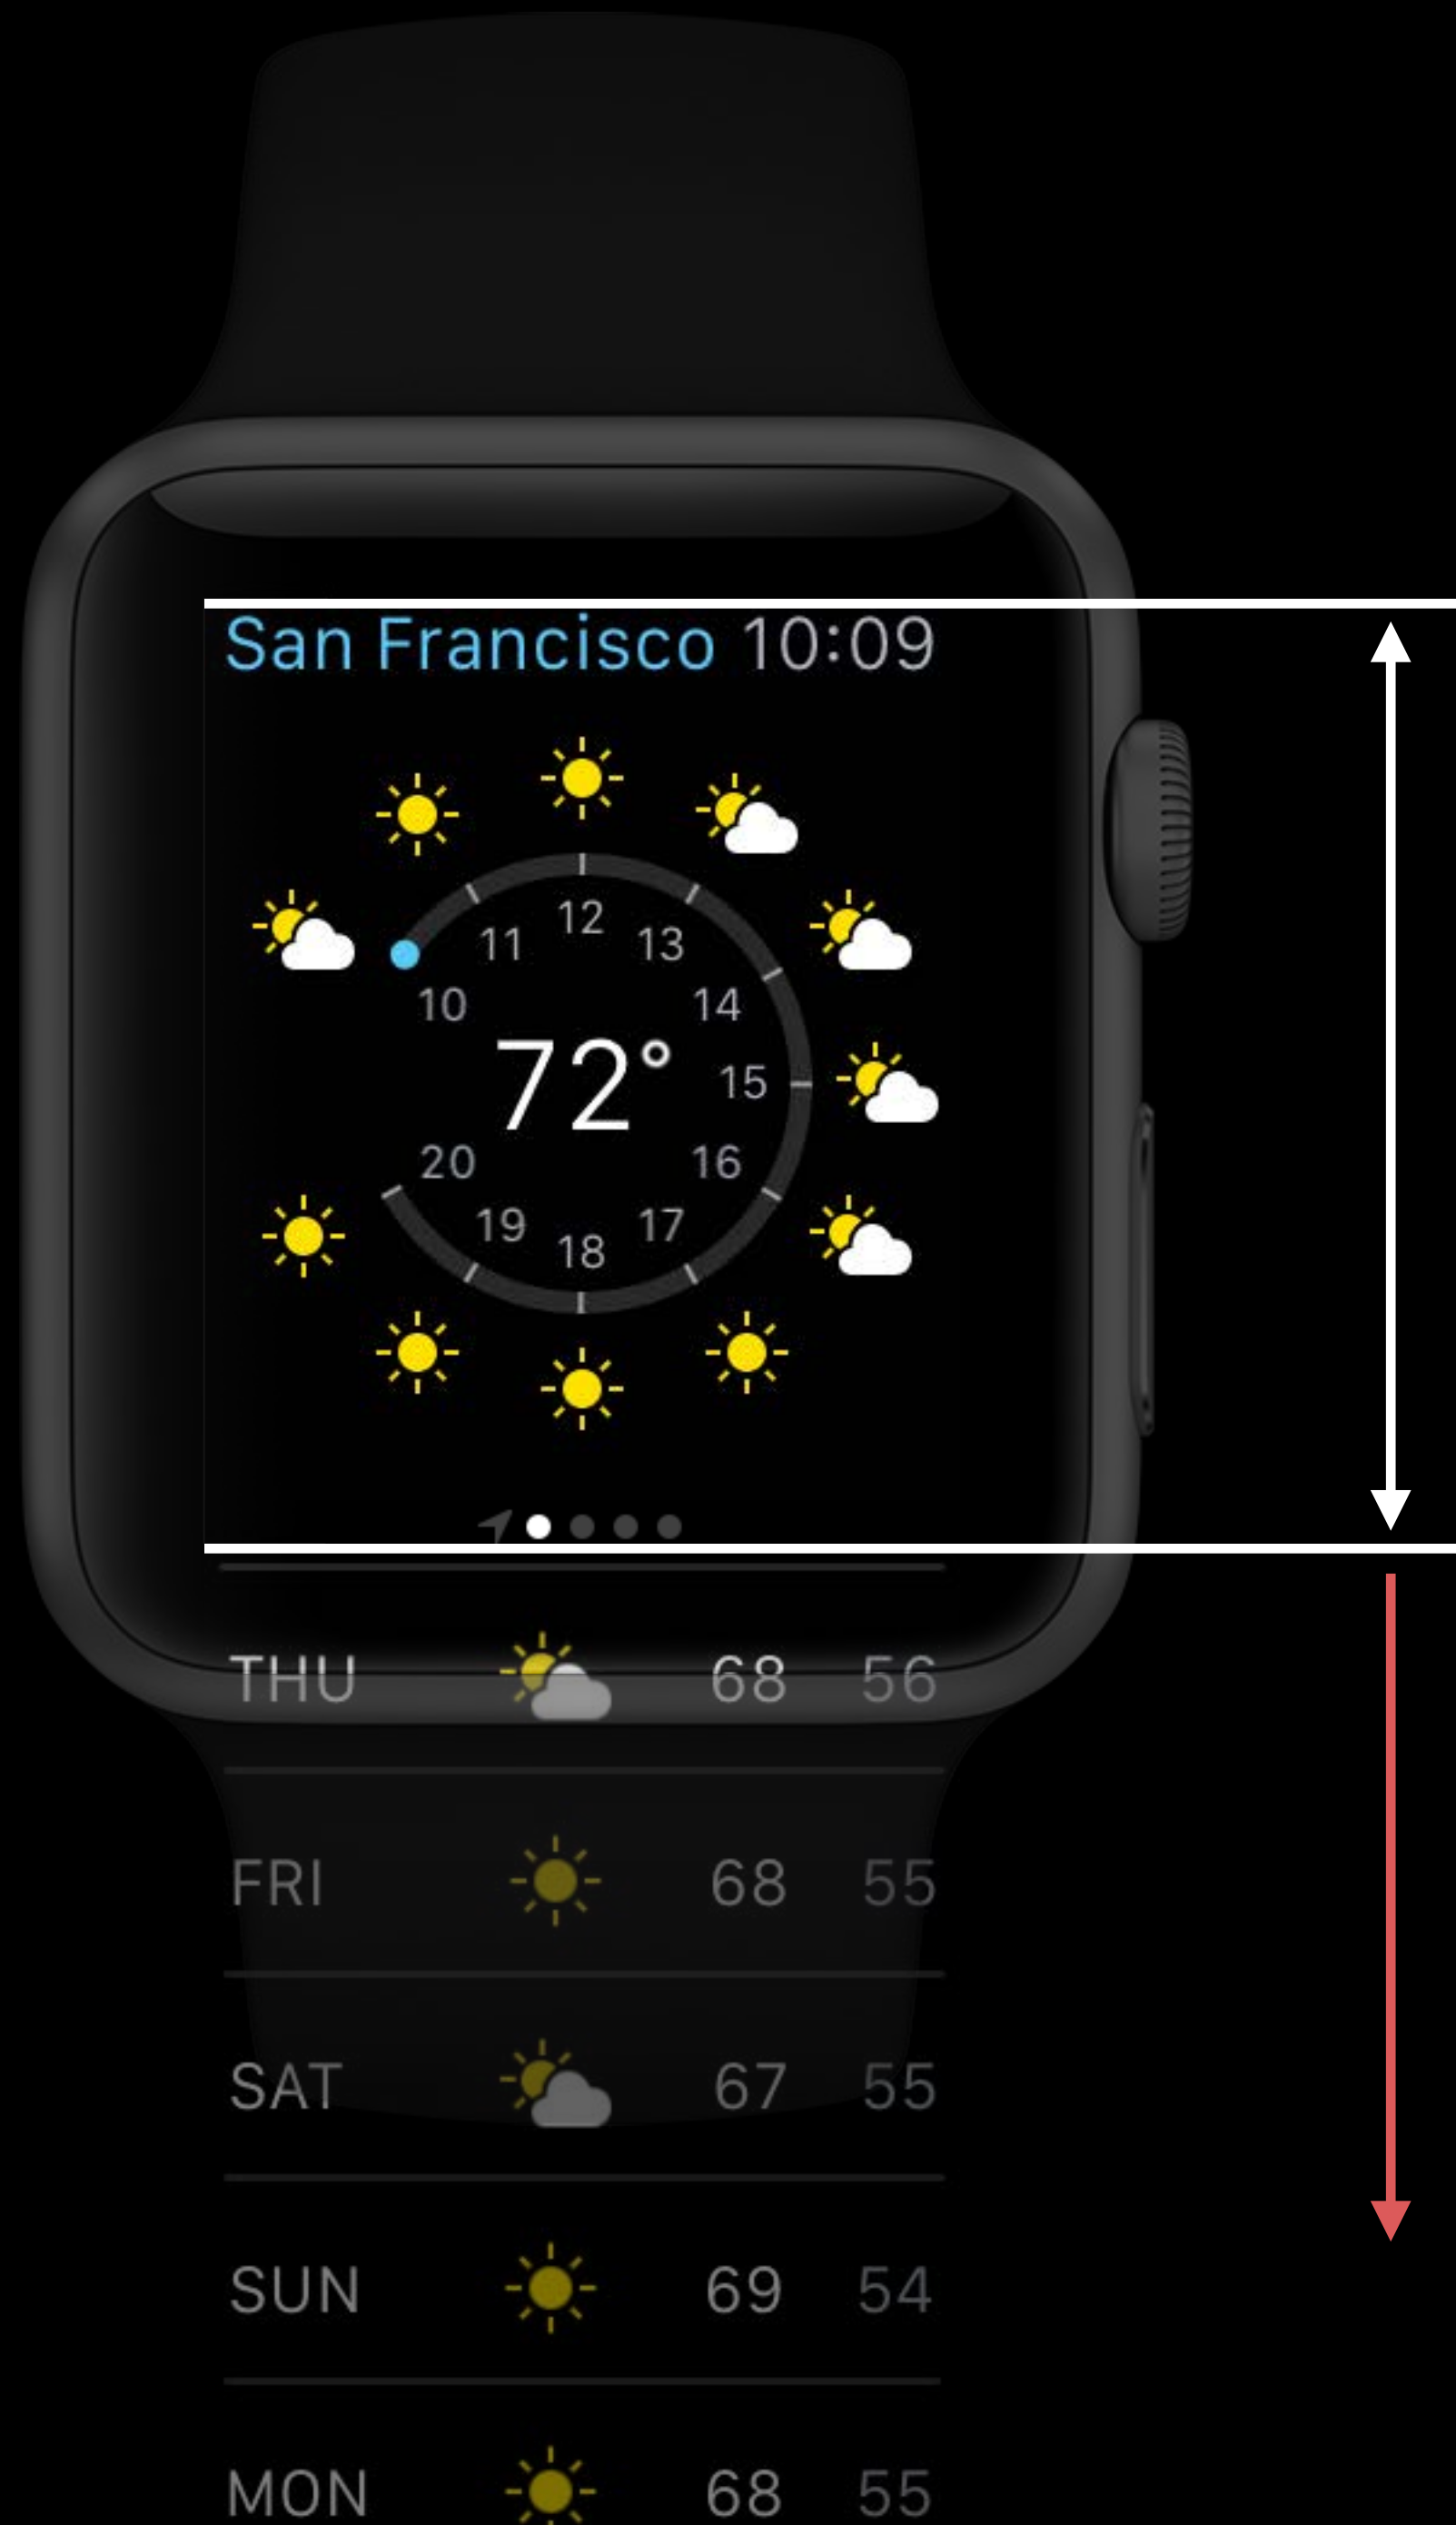 San Francisco 10:09
12
11 13
10 14
72° 15
20 16
19 17
18
THU 68 56
FRI 68 55
SAT 67 55
SUN 69 54
MON 68 55